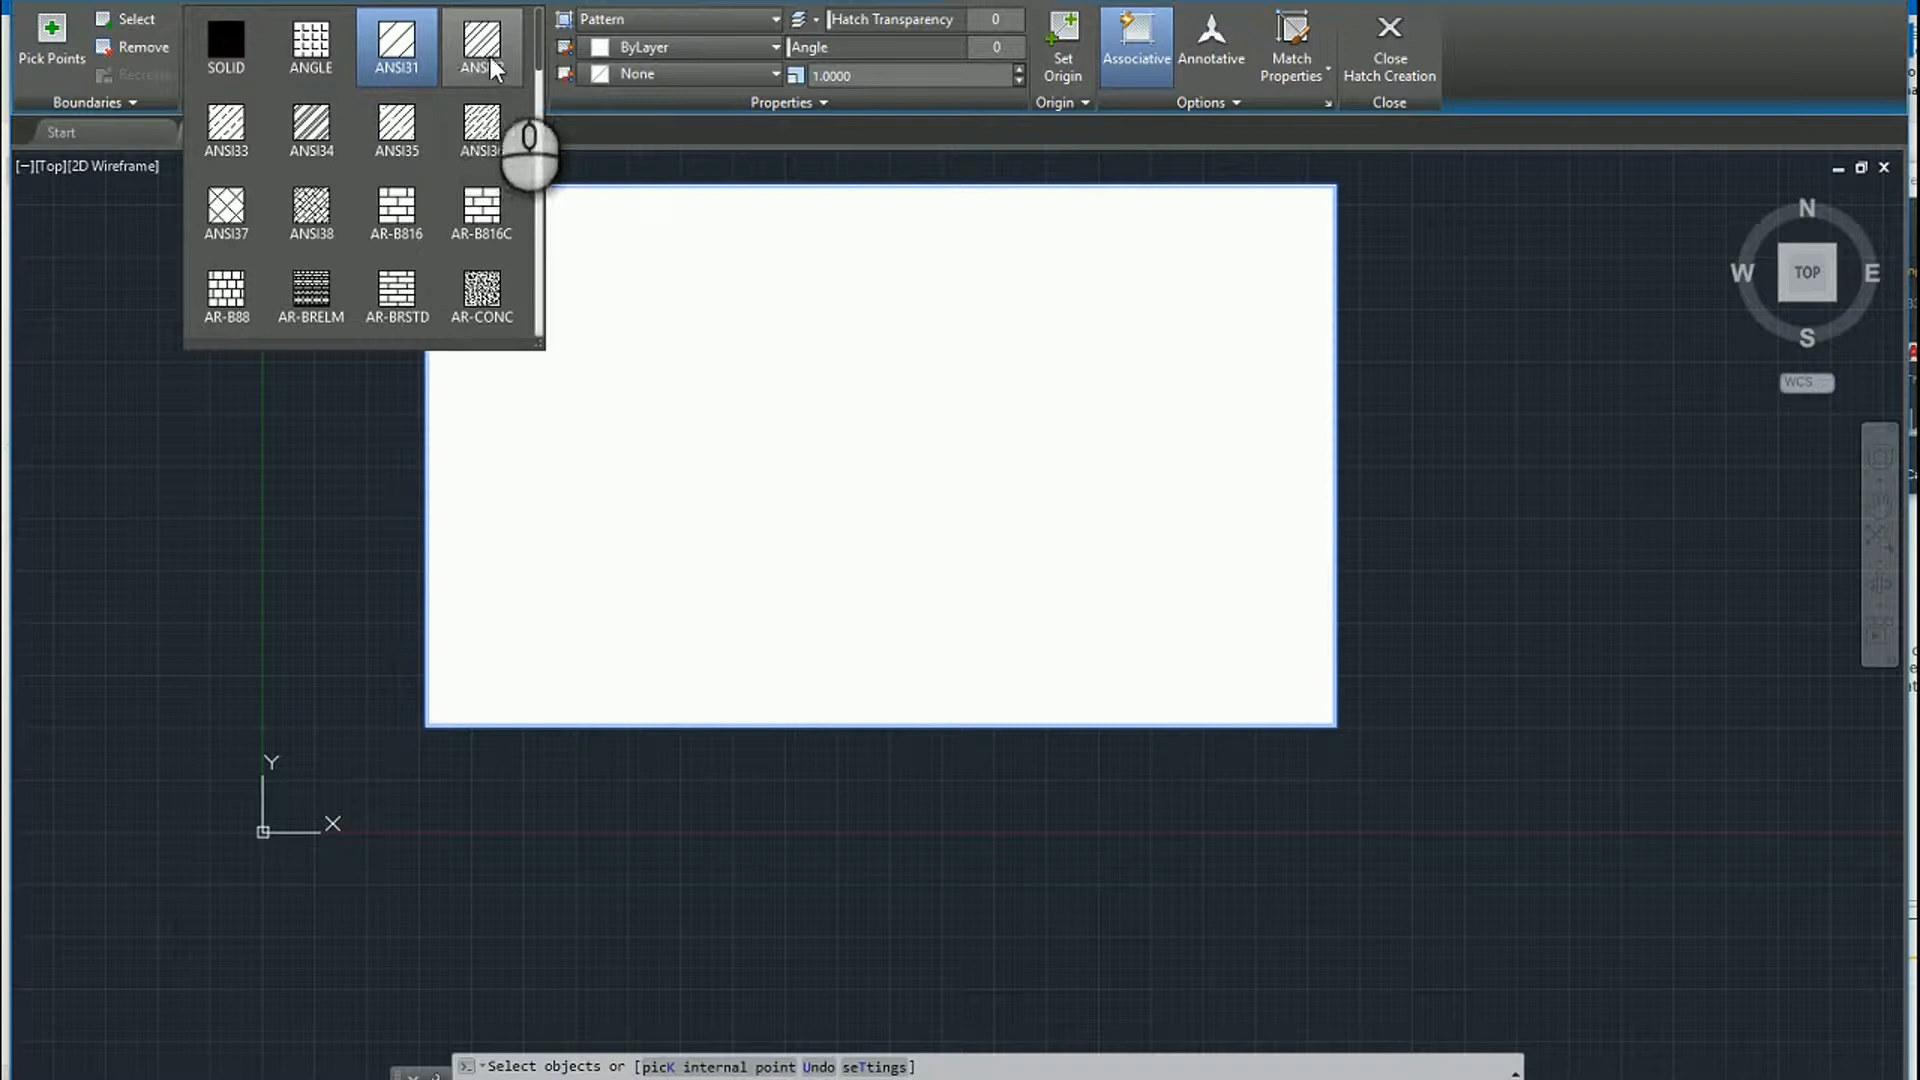 Pick Points
Select
Remove
Boundaries
SOLID
ANGLE
ANSI31
ANSI33
ANSI34
ANSI35
ANSI37
ANSI38
AR-B816
AR-B816C
AR-B88
AR-BRELM
AR-BRSTD
AR-CONC
Pattern
ByLayer
None
Hatch Transparency 0
Angle 0
1.0000
Properties
Set
Origin
Origin
Associative
Annotative
Match
Properties
Options
Close
Hatch Creation
Close
Start
[−][Top][2D Wireframe]
N
W
TOP
E
S
WCS
Y
X
Select objects or [picK internal point Undo seTtings]